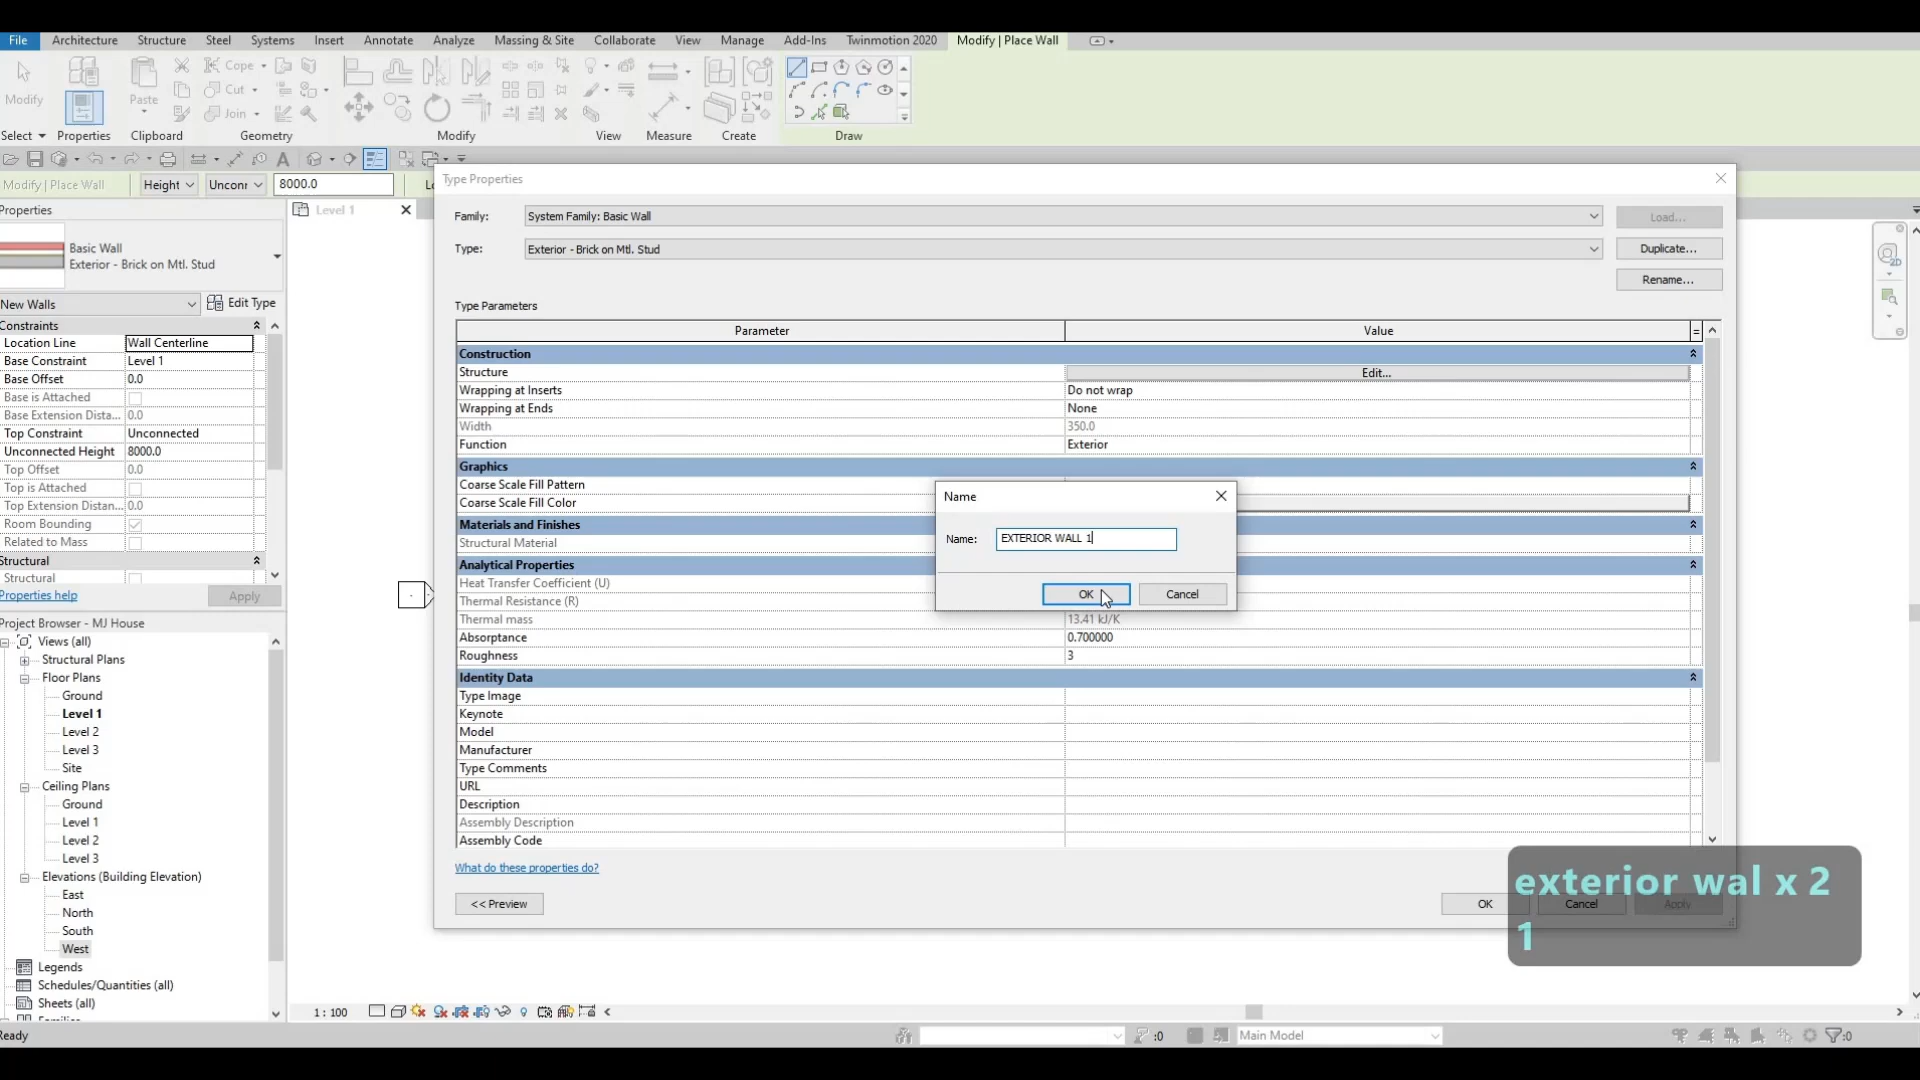 File Architecture Structure Steel Systems Insert Annotate Analyze Massing & Site Collaborate View Manage Add-Ins Twinmotion 2020 Modify | Place Wall
Cope
Modify Paste Cut
Join
Select Properties Clipboard Geometry Modify View Measure Create Draw
Modify | Place Wall Height Unconr 8000.0
Type Properties
Properties
Level 1
Family: System Family: Basic Wall Load...
Basic Wall
Exterior - Brick on Mtl. Stud
Type: Exterior - Brick on Mtl. Stud Duplicate...
Rename...
New Walls Edit Type
Type Parameters
Constraints
Parameter Value =
Location Line Wall Centerline
Base Constraint Level 1
Base Offset 0.0
Base is Attached
Base Extension Dista... 0.0
Top Constraint Unconnected
Unconnected Height 8000.0
Top Offset 0.0
Top is Attached
Top Extension Distan... 0.0
Room Bounding
Related to Mass
Structural
Structural
Properties help Apply
Construction
Structure Edit...
Wrapping at Inserts Do not wrap
Wrapping at Ends None
Width 350.0
Function Exterior
Graphics
Coarse Scale Fill Pattern
Coarse Scale Fill Color
Materials and Finishes
Structural Material
Analytical Properties
Heat Transfer Coefficient (U)
Thermal Resistance (R)
Thermal mass 13.41 kJ/K
Absorptance 0.700000
Roughness 3
Identity Data
Type Image
Keynote
Model
Manufacturer
Type Comments
URL
Description
Assembly Description
Assembly Code
Name
Name: EXTERIOR WALL 1
OK Cancel
What do these properties do?
<< Preview OK Cancel Apply
Project Browser - MJ House
Views (all)
Structural Plans
Floor Plans
Ground
Level 1
Level 2
Level 3
Site
Ceiling Plans
Ground
Level 1
Level 2
Level 3
Elevations (Building Elevation)
East
North
South
West
Legends
Schedules/Quantities (all)
Sheets (all)
exterior wal x 2
1
1 : 100
Ready :0 Main Model :0